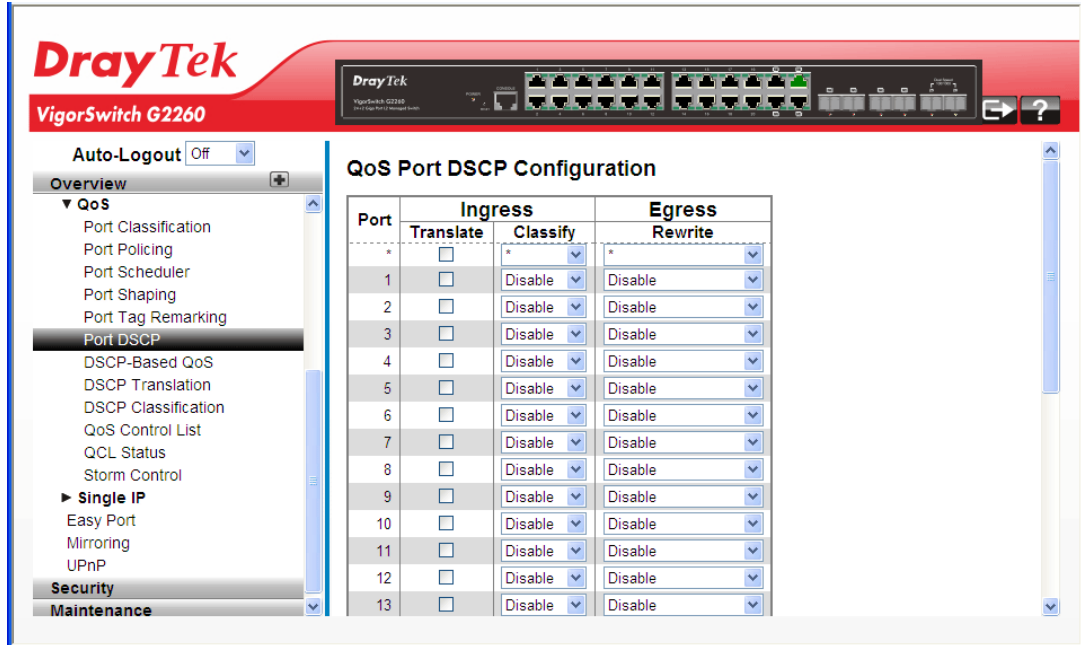 DrayTek
VigorSwitch G2260
DrayTek
VigorSwitch G2260
POWER
CONSOLE
?
Auto-Logout Off
Overview
▼ QoS
Port Classification
Port Policing
Port Scheduler
Port Shaping
Port Tag Remarking
Port DSCP
DSCP-Based QoS
DSCP Translation
DSCP Classification
QoS Control List
QCL Status
Storm Control
► Single IP
Easy Port
Mirroring
UPnP
Security
Maintenance
QoS Port DSCP Configuration
Port Ingress Egress
Translate Classify Rewrite
* * *
1 Disable Disable
2 Disable Disable
3 Disable Disable
4 Disable Disable
5 Disable Disable
6 Disable Disable
7 Disable Disable
8 Disable Disable
9 Disable Disable
10 Disable Disable
11 Disable Disable
12 Disable Disable
13 Disable Disable